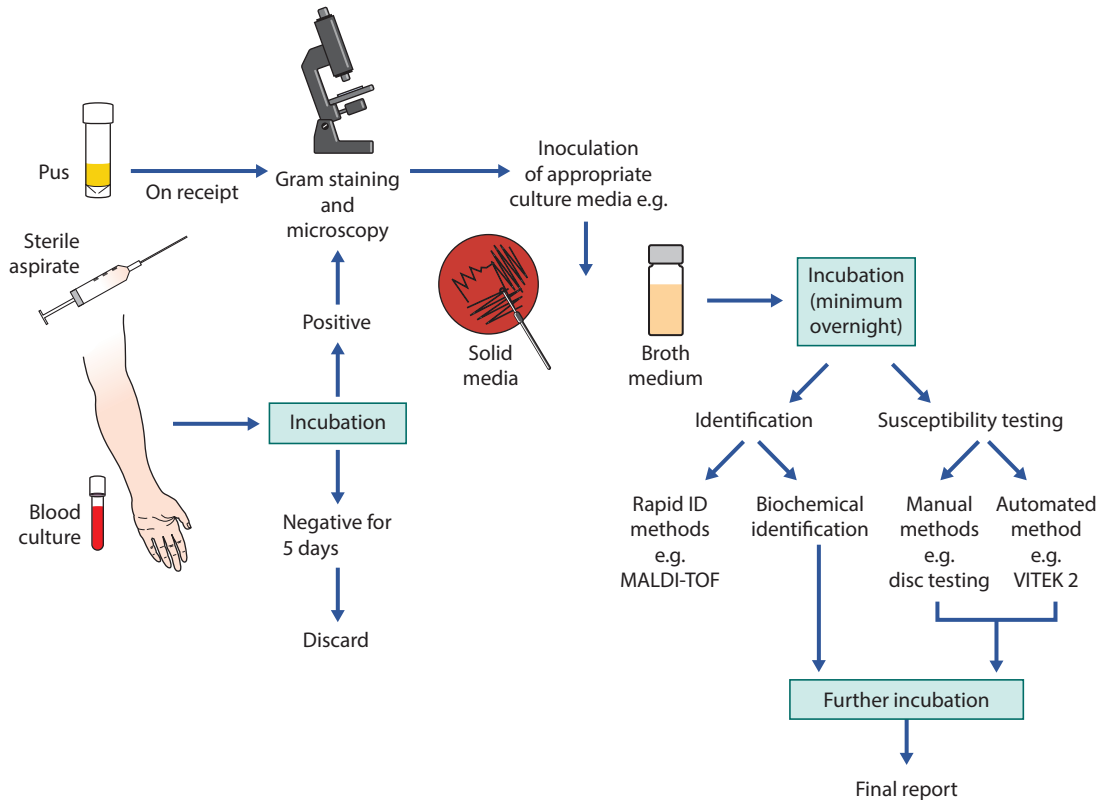 Pus
On receipt
Gram staining
and
microscopy
Inoculation
of appropriate
culture media e.g.
Sterile
aspirate
Positive
Solid
media
Broth
medium
Incubation
(minimum
overnight)
Incubation
Identification
Susceptibility testing
Blood
culture
Negative for
5 days
Discard
Rapid ID
methods
e.g.
MALDI-TOF
Biochemical
identification
Manual
methods
e.g.
disc testing
Automated
method
e.g.
VITEK 2
Further incubation
Final report